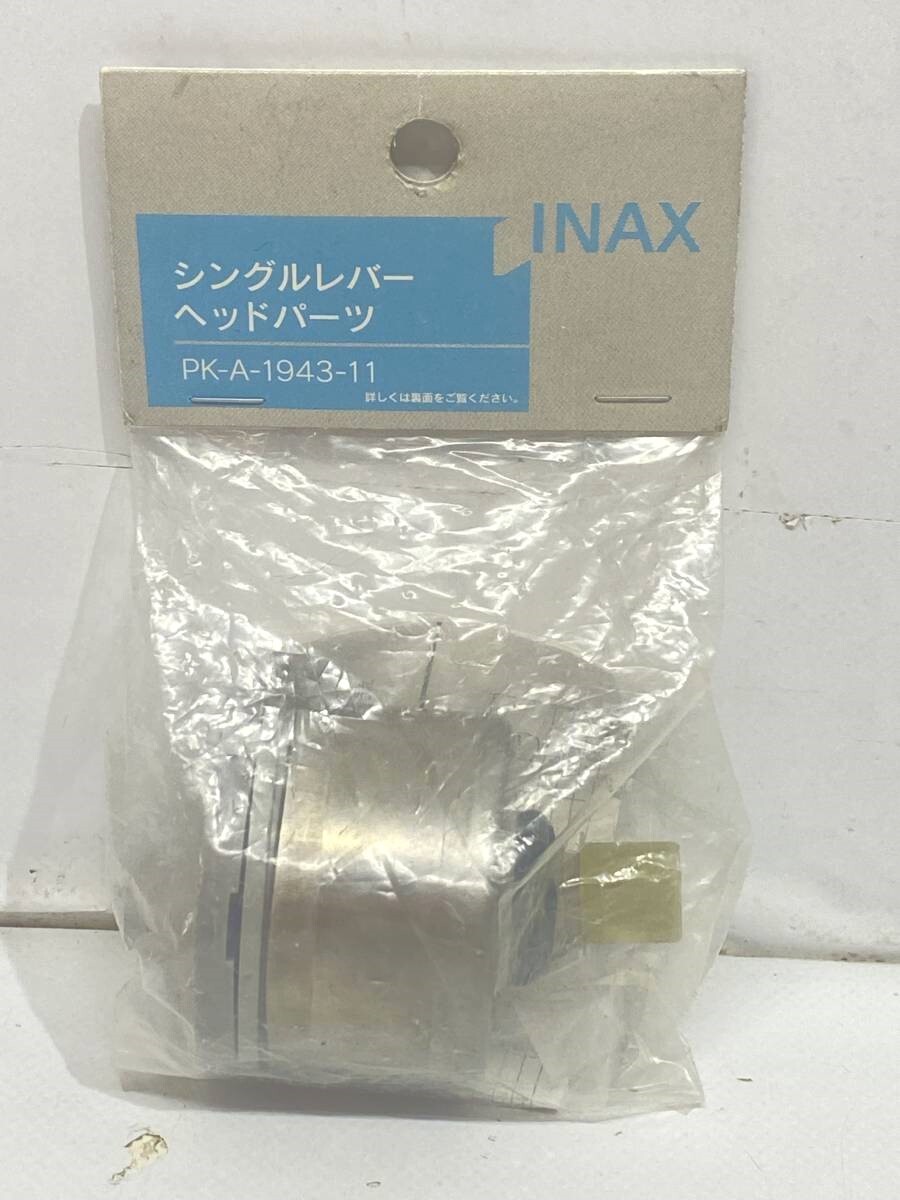 INAX
シングルレバー
ヘッドパーツ
PK-A-1943-11
詳しくは裏面をご覧ください。